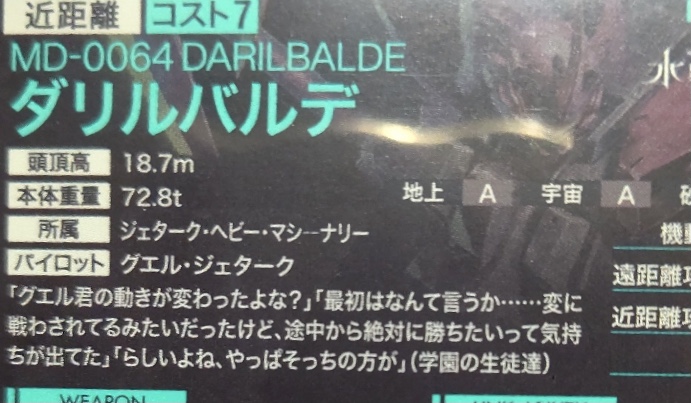 近距離 コスト7
MD-0064 DARILBALDE
水
ダリルバルデ
頭頂高 18.7m
本体重量 72.8t
地上 A 宇宙 A
所属 ジェターク・ヘビー・マシーナリー
機動
パイロット グエル・ジェターク
遠距離攻
「グエル君の動きが変わったよな?」「最初はなんて言うか……変に
近距離攻
戦わされてるみたいだったけど、途中から絶対に勝ちたいって気持
ちが出てた」「らしいよね、やっぱそっちの方が」(学園の生徒達)
WEAPON